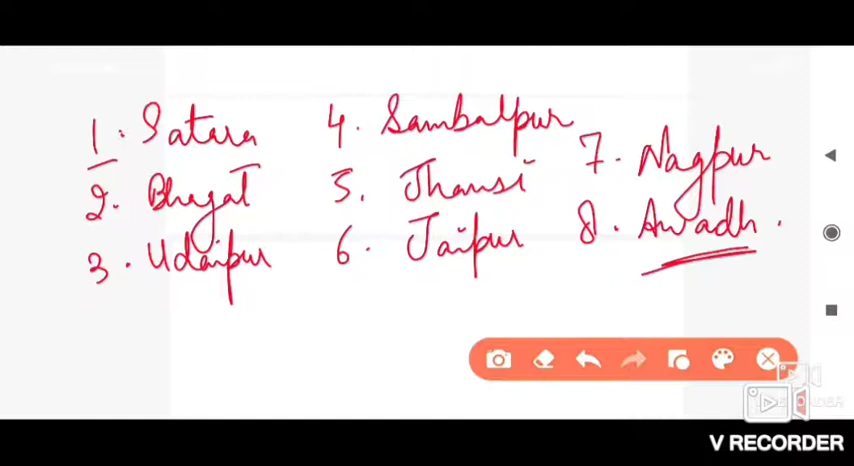 1. Satara
2. Bhagat
3. Udaipur
4. Sambalpur
5. Jhansi
6. Jaipur
7. Nagpur
8. Awadh.
V RECORDER